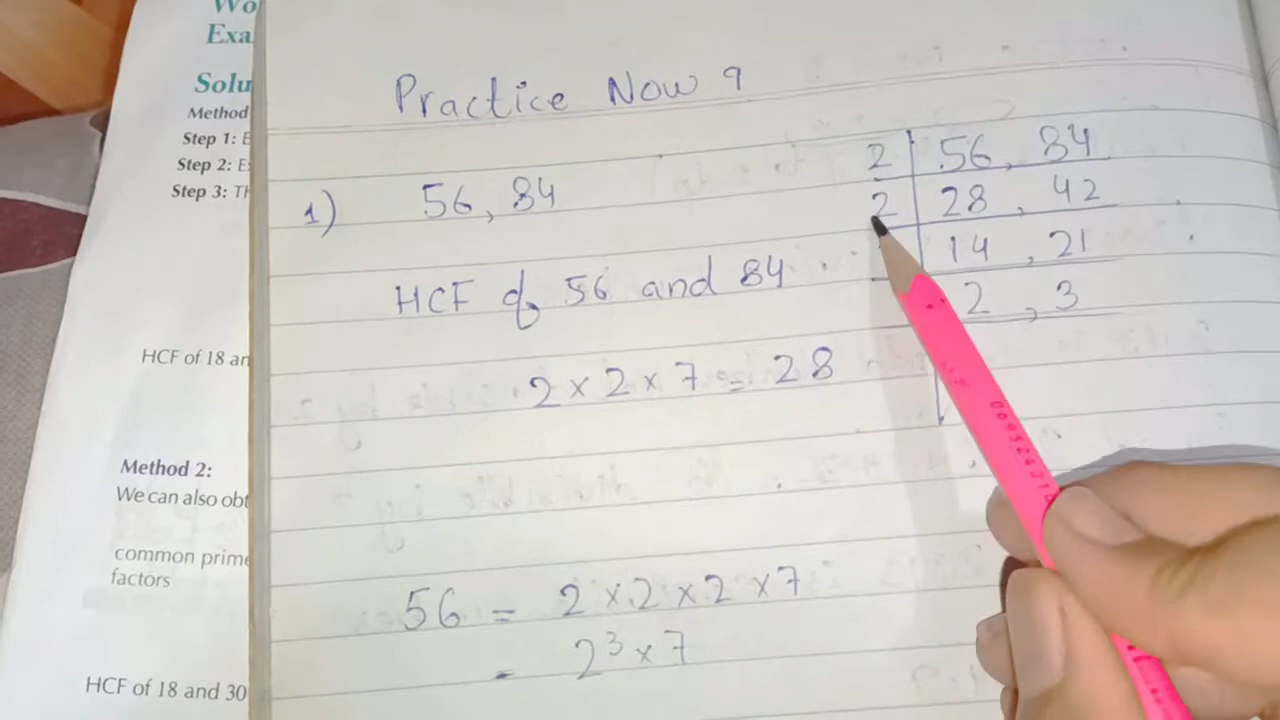 Wo
Exa
Solu
Method
Step 1: E
Step 2: E
Step 3: Th
HCF of 18 an
Method 2:
We can also obt
common prime
factors
HCF of 18 and 30
Practice Now 9
1) 56, 84
HCF of 56 and 84
2 × 2 × 7 = 28
56 = 2 × 2 × 2 × 7
= 2³ × 7
2 | 56, 84
2 | 28, 42
14, 21
2, 3